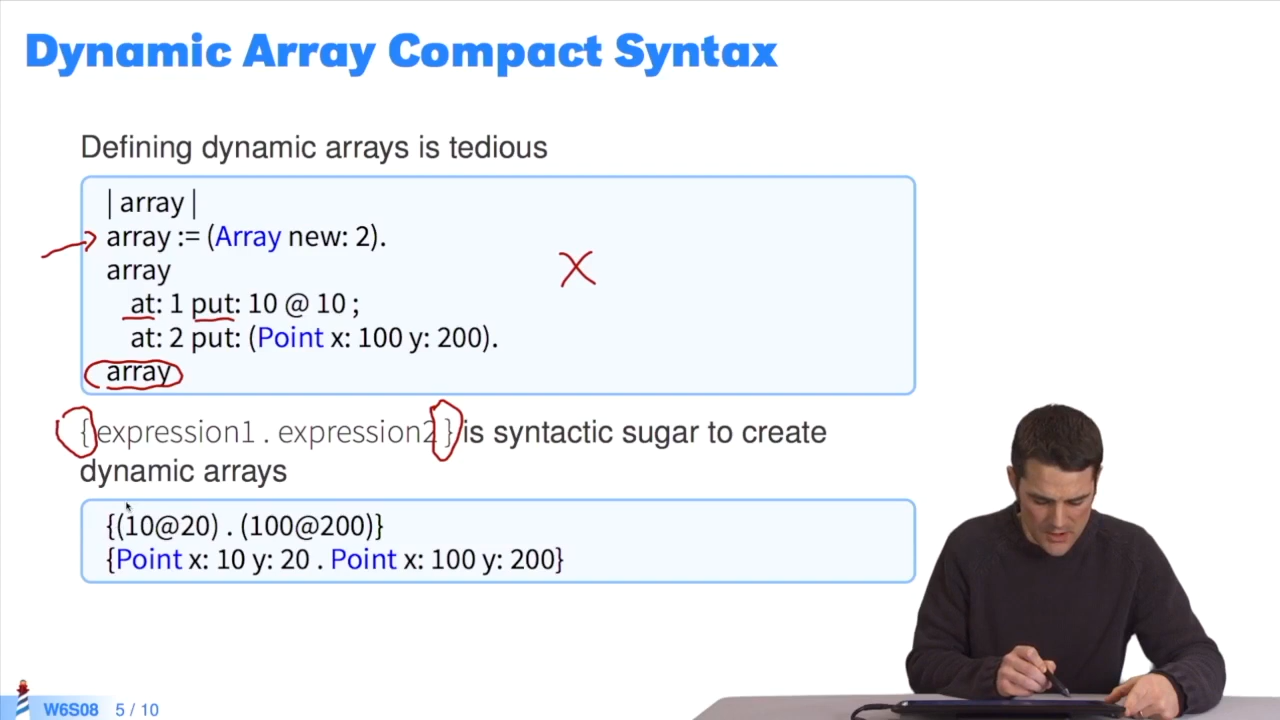 Dynamic Array Compact Syntax
Defining dynamic arrays is tedious
| array |
array := (Array new: 2).
array
at: 1 put: 10 @ 10 ;
at: 2 put: (Point x: 100 y: 200).
array
{ expression1 . expression2 } is syntactic sugar to create
dynamic arrays
{(10@20) . (100@200)}
{Point x: 10 y: 20 . Point x: 100 y: 200}
W6S08 5 / 10